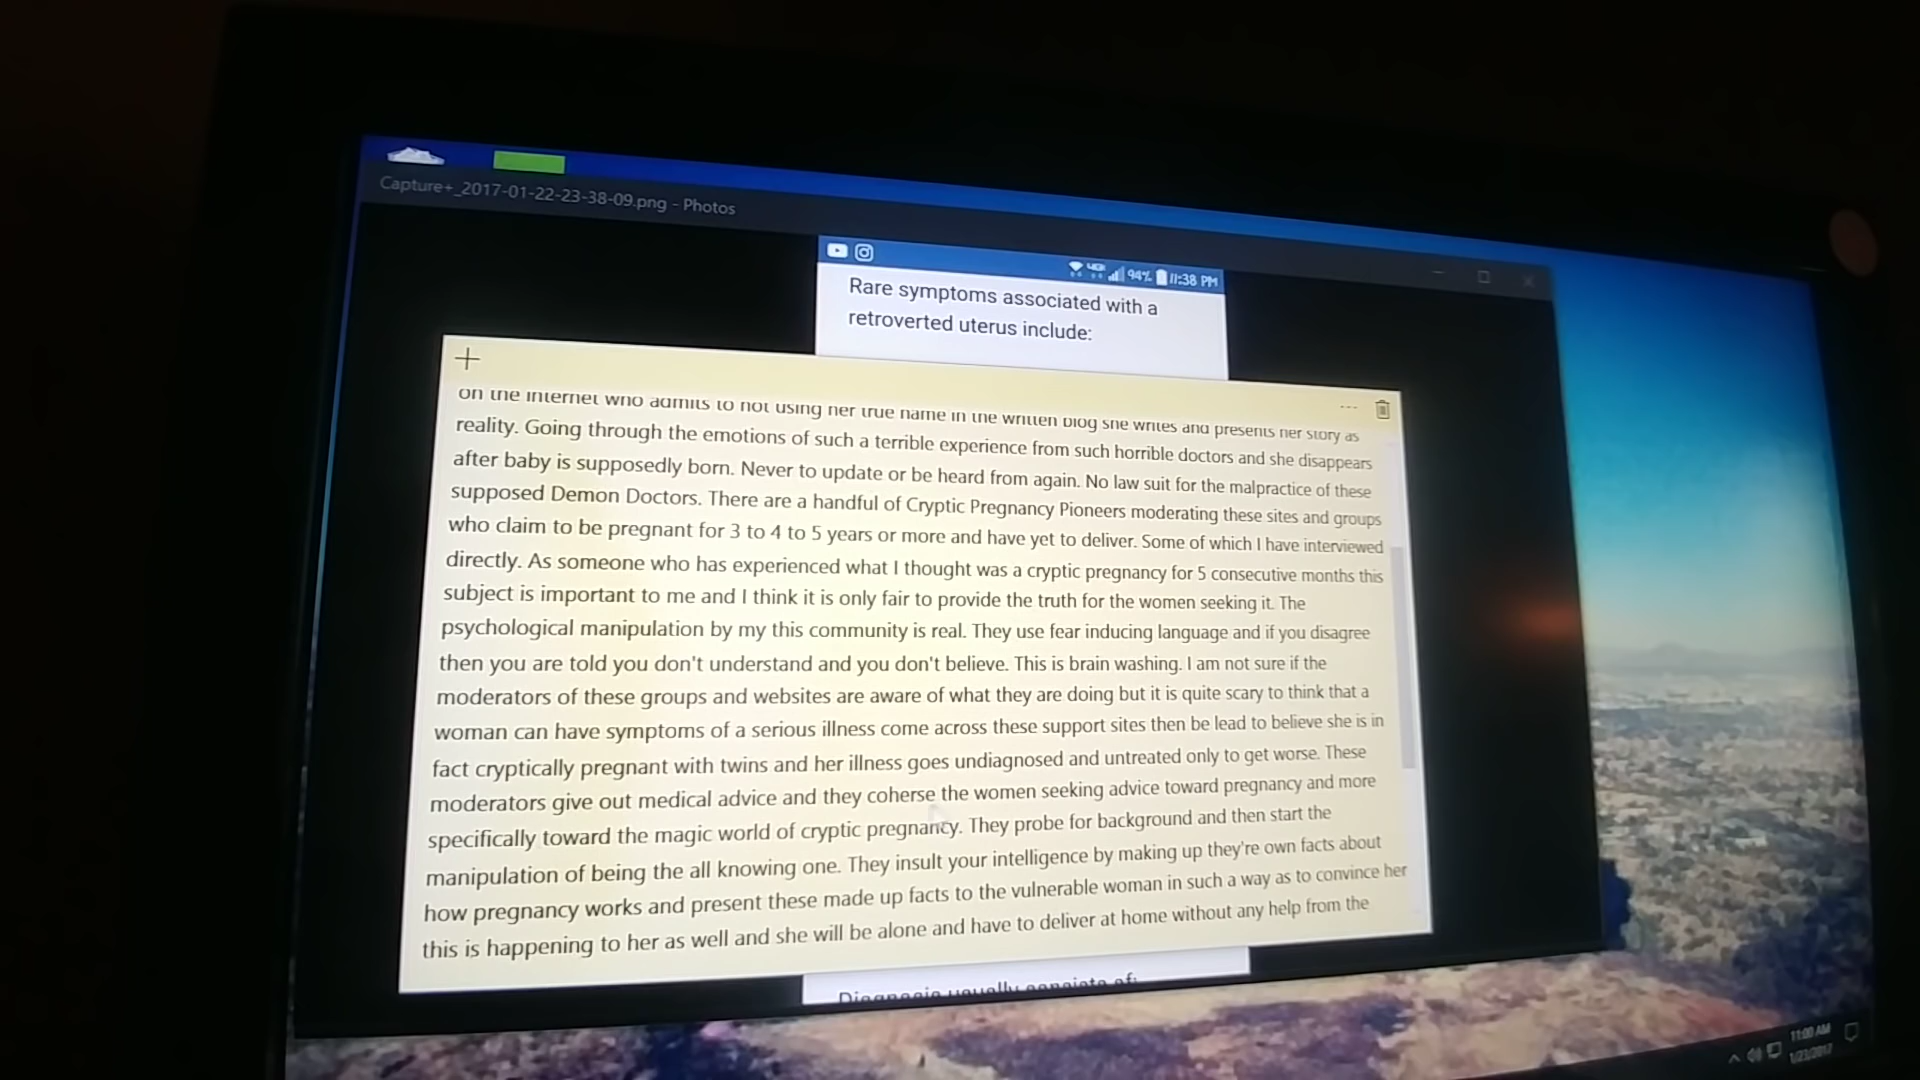 Capture+_2017-01-22-23-38-09.png - Photos
94% 11:38 PM
Rare symptoms associated with a
retroverted uterus include:
on the internet who admits to not using her true name in the written blog she writes and presents her story as
reality. Going through the emotions of such a terrible experience from such horrible doctors and she disappears
after baby is supposedly born. Never to update or be heard from again. No law suit for the malpractice of these
supposed Demon Doctors. There are a handful of Cryptic Pregnancy Pioneers moderating these sites and groups
who claim to be pregnant for 3 to 4 to 5 years or more and have yet to deliver. Some of which I have interviewed
directly. As someone who has experienced what I thought was a cryptic pregnancy for 5 consecutive months this
subject is important to me and I think it is only fair to provide the truth for the women seeking it. The
psychological manipulation by my this community is real. They use fear inducing language and if you disagree
then you are told you don't understand and you don't believe. This is brain washing. I am not sure if the
moderators of these groups and websites are aware of what they are doing but it is quite scary to think that a
woman can have symptoms of a serious illness come across these support sites then be lead to believe she is in
fact cryptically pregnant with twins and her illness goes undiagnosed and untreated only to get worse. These
moderators give out medical advice and they coherse the women seeking advice toward pregnancy and more
specifically toward the magic world of cryptic pregnancy. They probe for background and then start the
manipulation of being the all knowing one. They insult your intelligence by making up they're own facts about
how pregnancy works and present these made up facts to the vulnerable woman in such a way as to convince her
this is happening to her as well and she will be alone and have to deliver at home without any help from the
Diagnosis usually consists of:
11:00 AM
1/23/2017